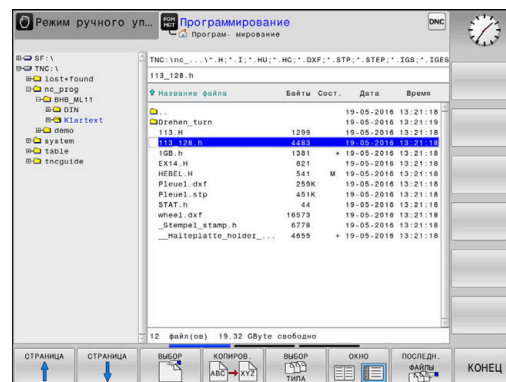 Режим ручного уп…
PGM MGT
Программирование
Програм- мирование
DNC
SF:\
TNC:\
lost+found
nc_prog
BHB_ML11
DIN
Klartext
demo
system
table
tncguide
TNC:\nc_...\*.H;*.I;*.HU;*.HC;*.DXF;*.STP;*.STEP;*.IGS;*.IGES
113_128.h
Название файла Байты Сост. Дата Время
.. 19-05-2016 13:21:18
Drehen_turn 19-05-2016 13:21:19
113.H 1299 19-05-2016 13:21:18
113_128.h 4483 19-05-2016 13:21:18
1GB.h 1381 + 19-05-2016 13:21:18
EX14.H 821 19-05-2016 13:21:18
HEBEL.H 541 M 19-05-2016 13:21:18
Pleuel.dxf 259K 19-05-2016 13:21:18
Pleuel.stp 451K 19-05-2016 13:21:18
STAT.h 44 19-05-2016 13:21:18
wheel.dxf 16573 19-05-2016 13:21:18
_Stempel_stamp.h 6778 19-05-2016 13:21:18
__Halteplatte_holder_... 4655 + 19-05-2016 13:21:18
12 файл(ов) 19.32 GByte свободно
СТРАНИЦА
СТРАНИЦА
ВЫБОР
КОПИРОВ.
ABC XYZ
ВЫБОР
ТИПА
ОКНО
ПОСЛЕДН.
ФАЙЛЫ
КОНЕЦ